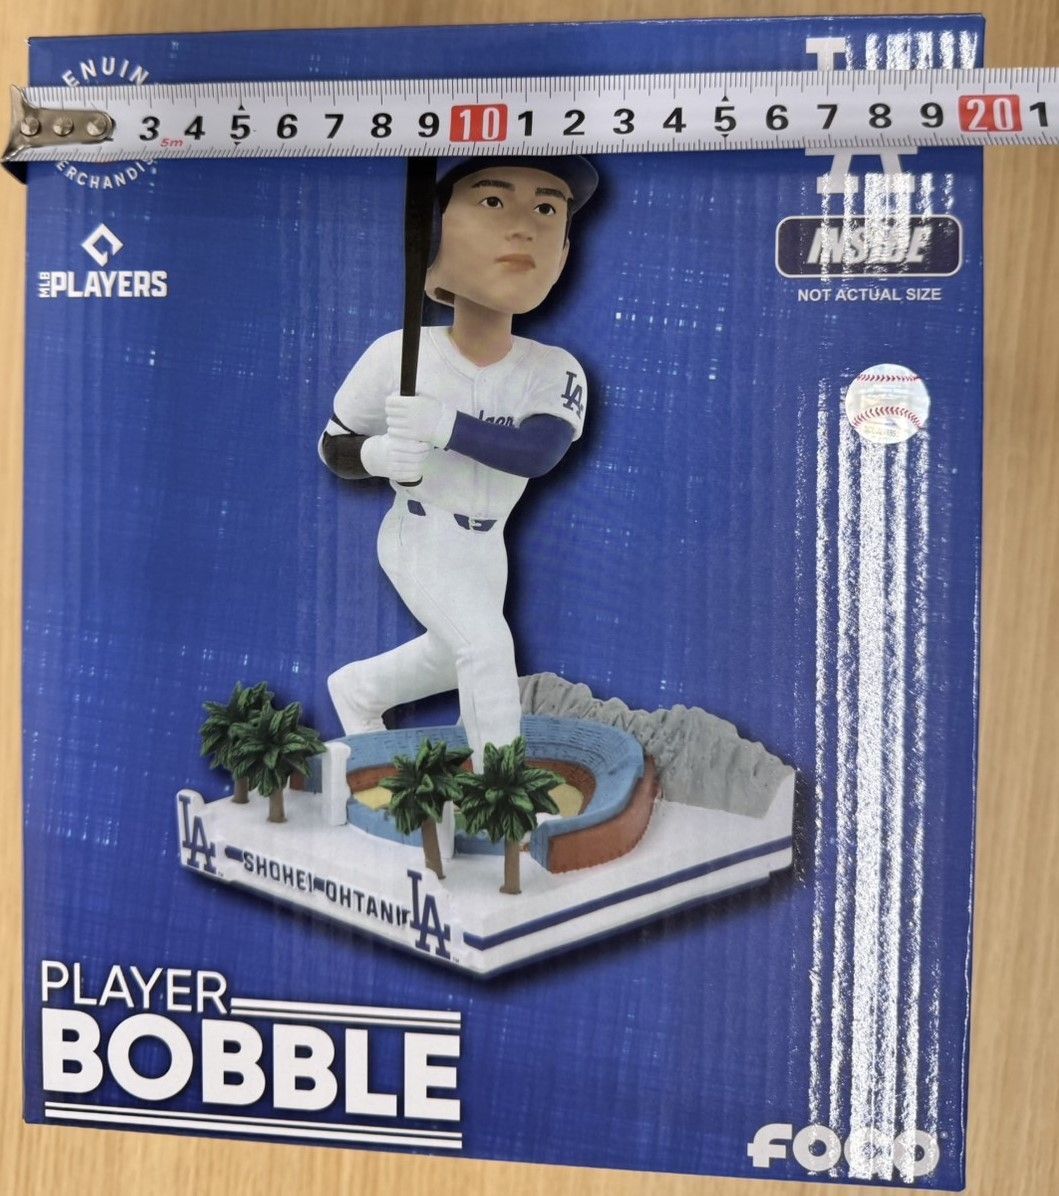 ENUIN
3 4 5 6 7 8 9 10 1 2 3 4 5 6 7 8 9 20 1
5m
ERCHANDI
MLB
PLAYERS
INSIDE
NOT ACTUAL SIZE
LA
LA
SHOHEI OHTANI
LA
PLAYER
BOBBLE
FOCO